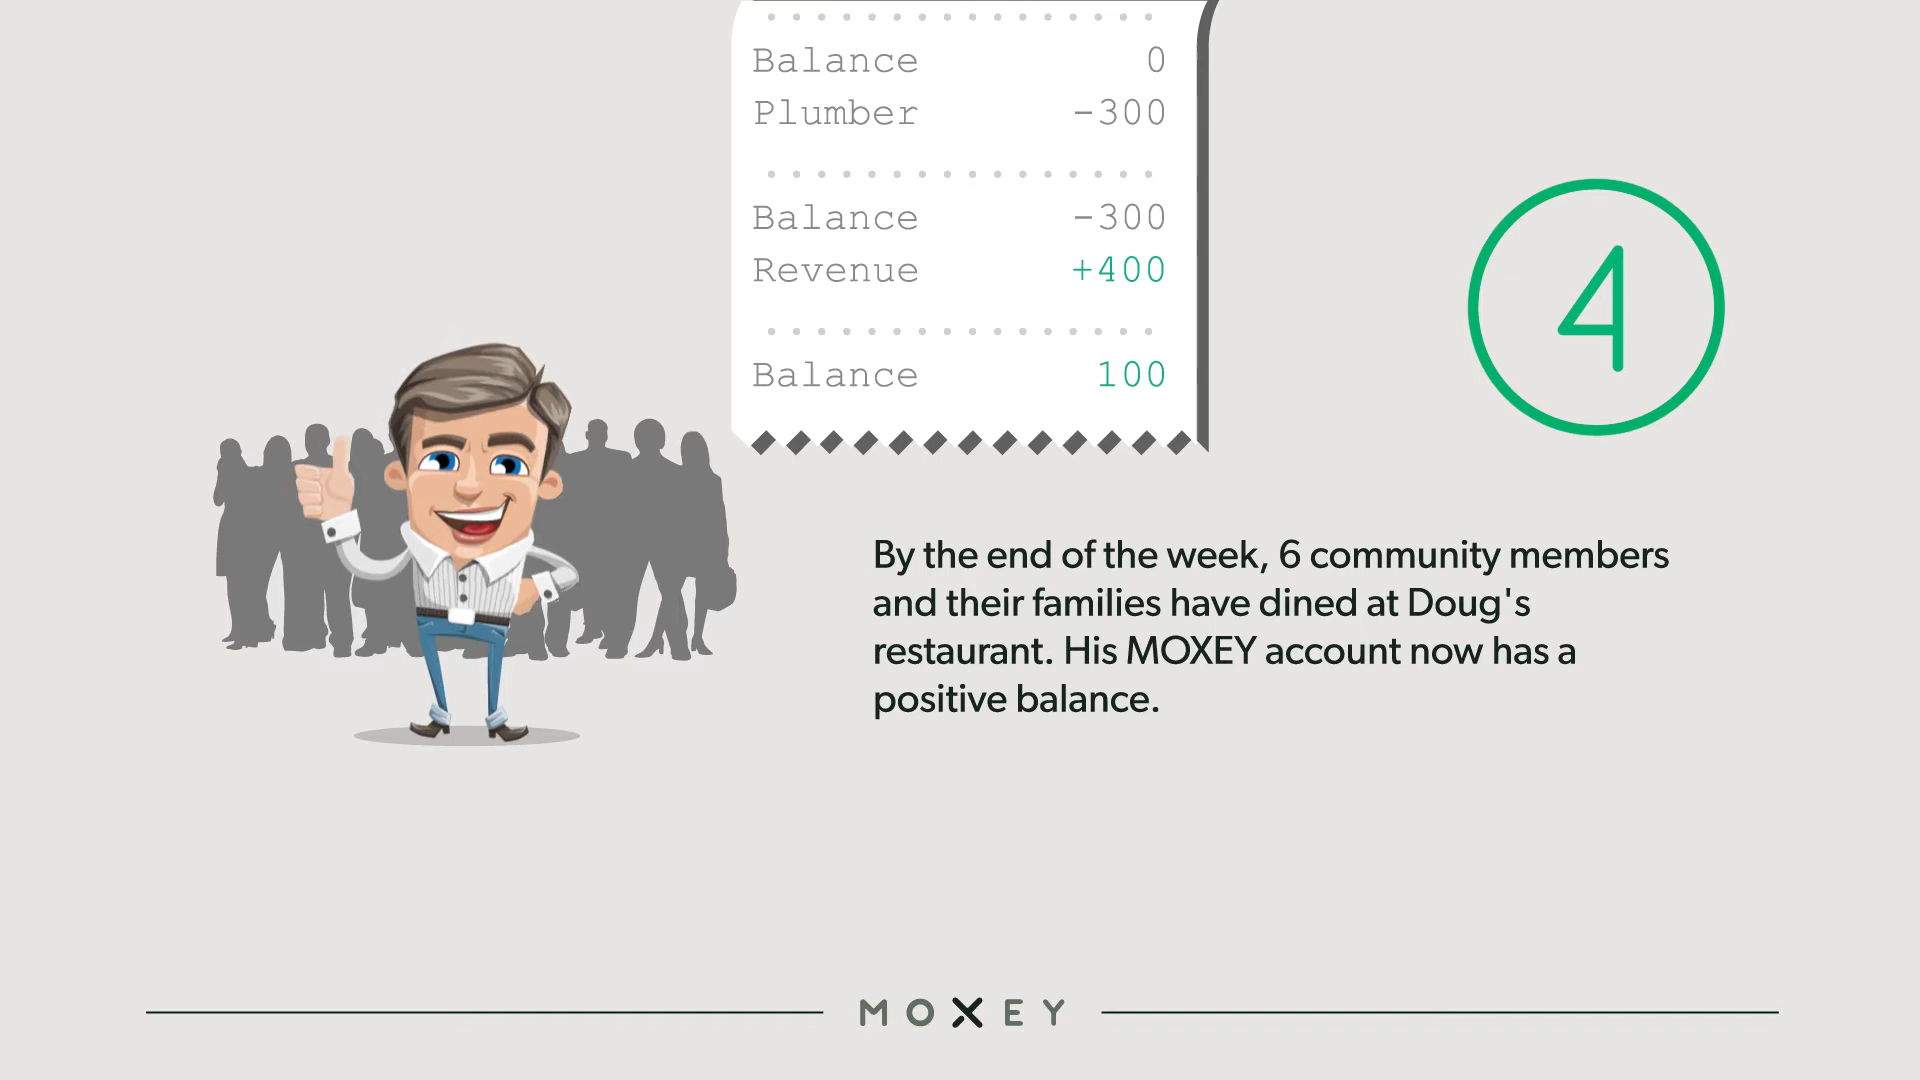 Balance 0
Plumber -300
Balance -300
Revenue +400
Balance 100
4
By the end of the week, 6 community members
and their families have dined at Doug's
restaurant. His MOXEY account now has a
positive balance.
MOXEY